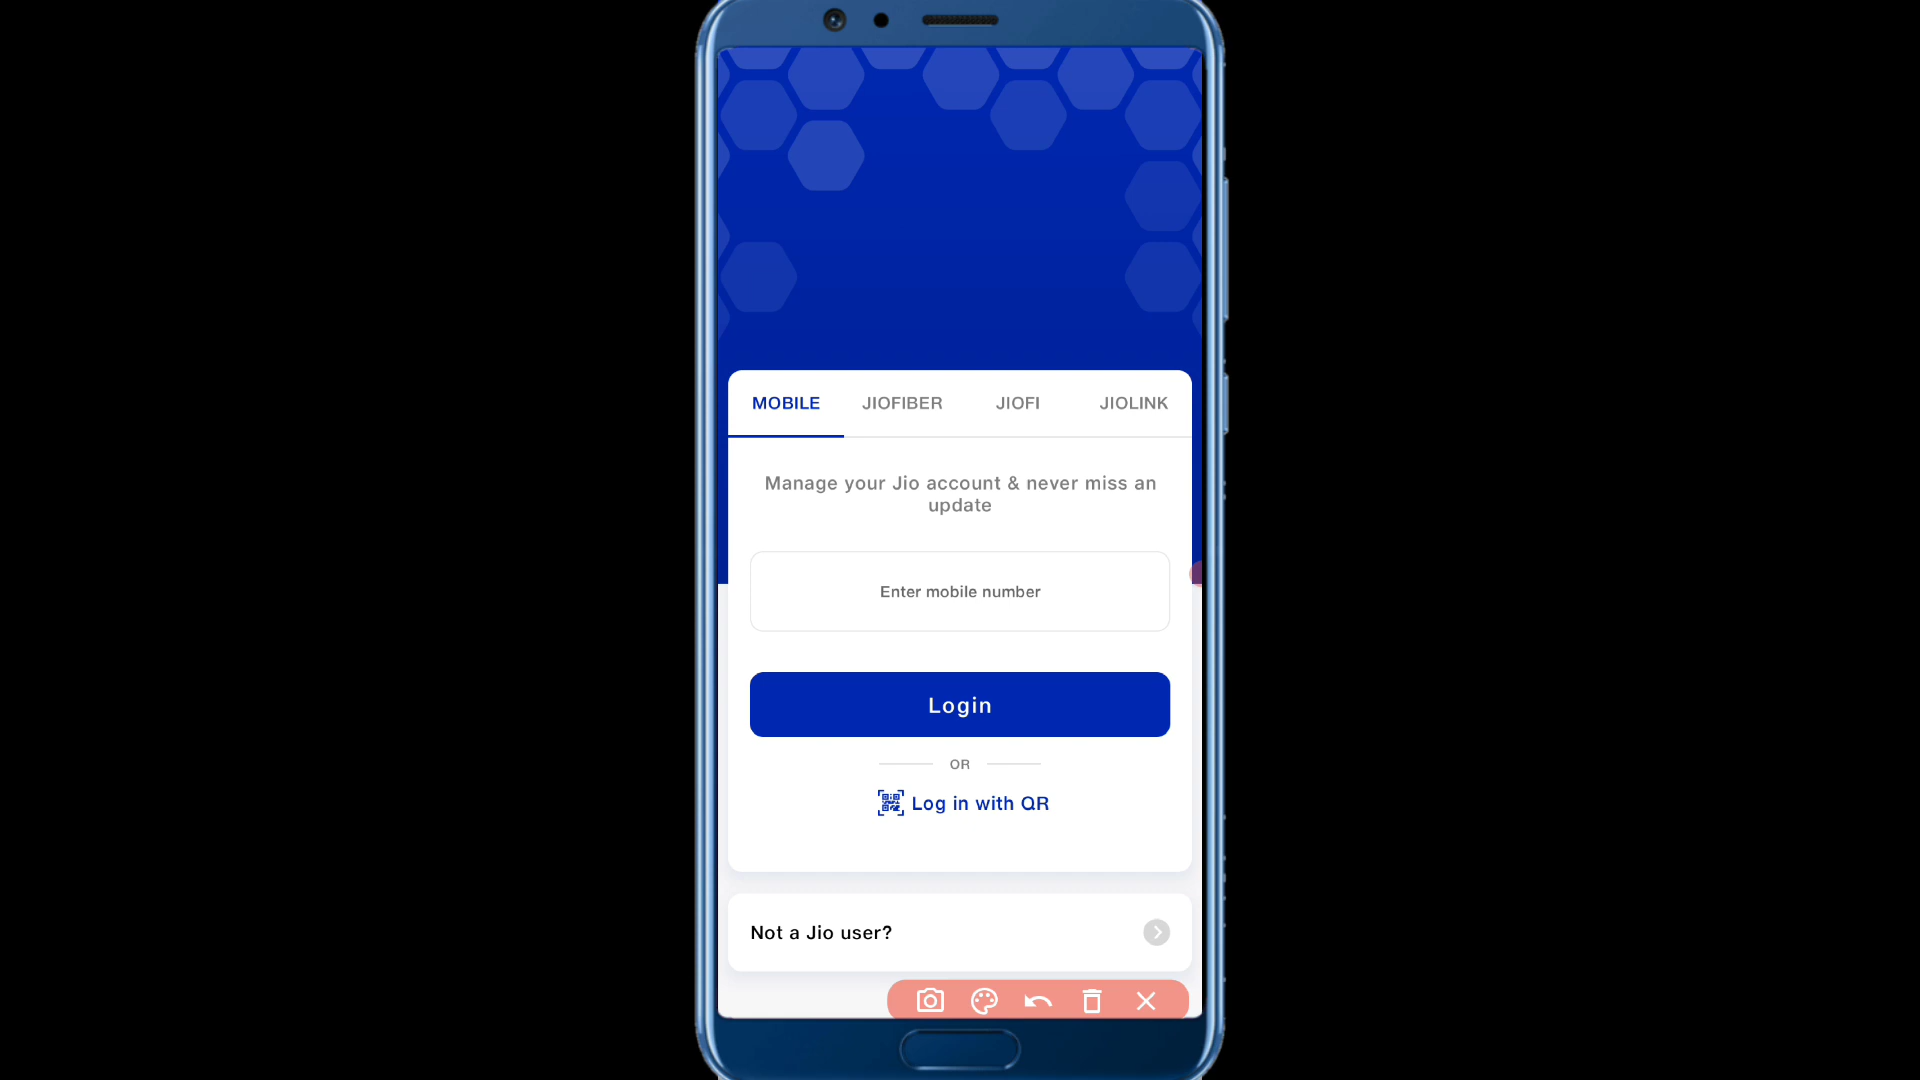 MOBILE JIOFIBER JIOFI JIOLINK
Manage your Jio account & never miss an
update
Enter mobile number
Login
OR
Log in with QR
Not a Jio user?